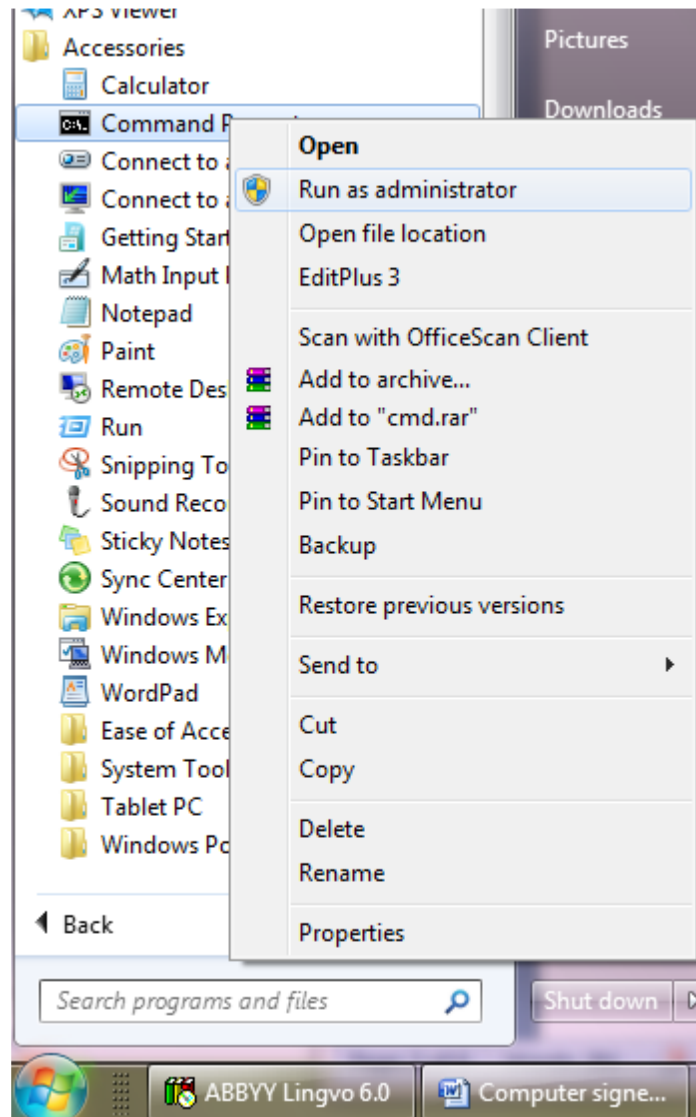 XPS Viewer
Accessories
Calculator
Command P
Connect to a
Connect to a
Getting Start
Math Input
Notepad
Paint
Remote Des
Run
Snipping To
Sound Reco
Sticky Notes
Sync Center
Windows Ex
Windows M
WordPad
Ease of Acce
System Tool
Tablet PC
Windows Po
Back
Search programs and files
Pictures
Downloads
Open
Run as administrator
Open file location
EditPlus 3
Scan with OfficeScan Client
Add to archive...
Add to "cmd.rar"
Pin to Taskbar
Pin to Start Menu
Backup
Restore previous versions
Send to
Cut
Copy
Delete
Rename
Properties
Shut down
ABBYY Lingvo 6.0
Computer signe...